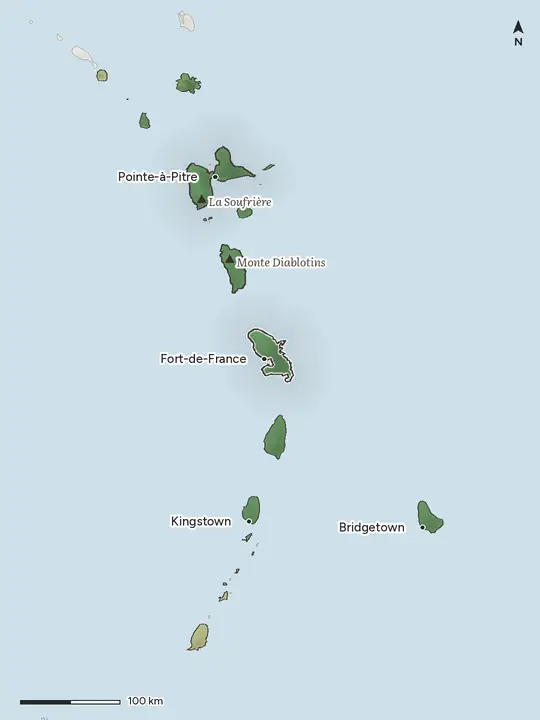 N
Pointe-à-Pitre
La Soufrière
Monte Diablotins
Fort-de-France
Kingstown
Bridgetown
100 km